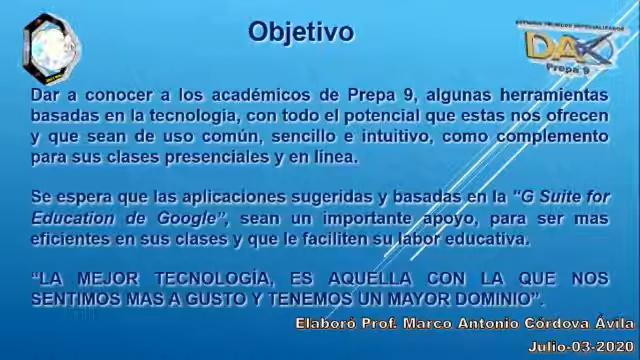 Objetivo
ESTUDIOS TÉCNICOS ESPECIALIZADOS
DAC
Prepa 9
Dar a conocer a los académicos de Prepa 9, algunas herramientas
basadas en la tecnología, con todo el potencial que estas nos ofrecen
y que sean de uso común, sencillo e intuitivo, como complemento
para sus clases presenciales y en línea.
Se espera que las aplicaciones sugeridas y basadas en la "G Suite for
Education de Google", sean un importante apoyo, para ser mas
eficientes en sus clases y que le faciliten su labor educativa.
“LA MEJOR TECNOLOGÍA, ES AQUELLA CON LA QUE NOS
SENTIMOS MAS A GUSTO Y TENEMOS UN MAYOR DOMINIO”.
Elaboró Prof. Marco Antonio Córdova Ávila
Julio-03-2020